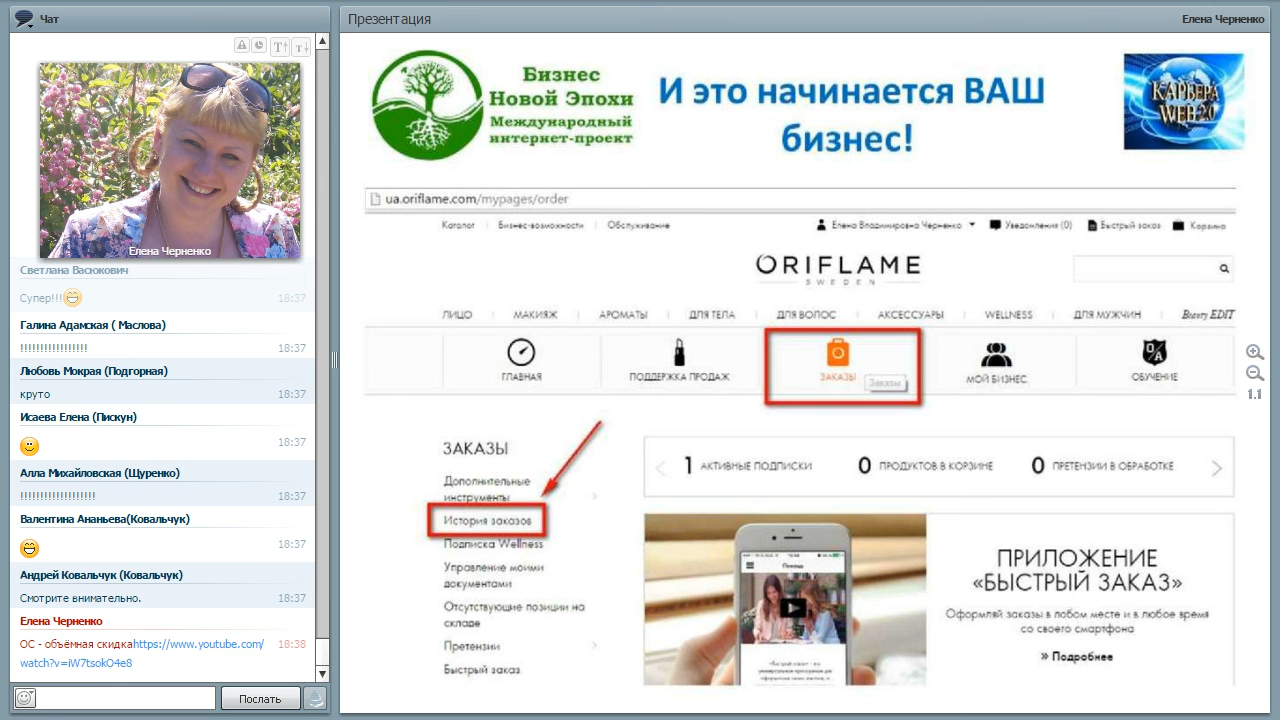 Чат
Елена Черненко
Светлана Васюкович
Супер!!!
18:37
Галина Адамская ( Маслова)
!!!!!!!!!!!!!!!!!
18:37
Любовь Мокрая (Подгорная)
круто
18:37
Исаева Елена (Пискун)
18:37
Алла Михайловская (Щуренко)
!!!!!!!!!!!!!!!!!!!
18:37
Валентина Ананьева(Ковальчук)
18:37
Андрей Ковальчук (Ковальчук)
Смотрите внимательно.
18:37
Елена Черненко
ОС - объёмная скидкаhttps://www.youtube.com/
18:38
watch?v=iW7tsokO4e8
Послать
Презентация
Елена Черненко
Бизнес
Новой Эпохи
Международный
интернет-проект
И это начинается ВАШ
бизнес!
КАРЬЕРА
WEB 2.0
ua.oriflame.com/mypages/order
Каталог
Бизнес-возможности
Обслуживание
Елена Владимировна Черненко
Уведомления (0)
Быстрый заказ
Корзина
ORIFLAME
SWEDEN
ЛИЦО
МАКИЯЖ
АРОМАТЫ
ДЛЯ ТЕЛА
ДЛЯ ВОЛОС
АКСЕССУАРЫ
WELLNESS
ДЛЯ МУЖЧИН
Beauty EDIT
ГЛАВНАЯ
ПОДДЕРЖКА ПРОДАЖ
ЗАКАЗЫ
Заказы
МОЙ БИЗНЕС
ОБУЧЕНИЕ
1.1
ЗАКАЗЫ
Дополнительные
инструменты
История заказов
Подписка Wellness
Управление моими
документами
Отсутствующие позиции на
складе
Претензии
Быстрый заказ
1 АКТИВНЫЕ ПОДПИСКИ
0 ПРОДУКТОВ В КОРЗИНЕ
0 ПРЕТЕНЗИИ В ОБРАБОТКЕ
Помощь
ПРИЛОЖЕНИЕ
«БЫСТРЫЙ ЗАКАЗ»
Оформляй заказы в любом месте и в любое время
со своего смартфона
» Подробнее